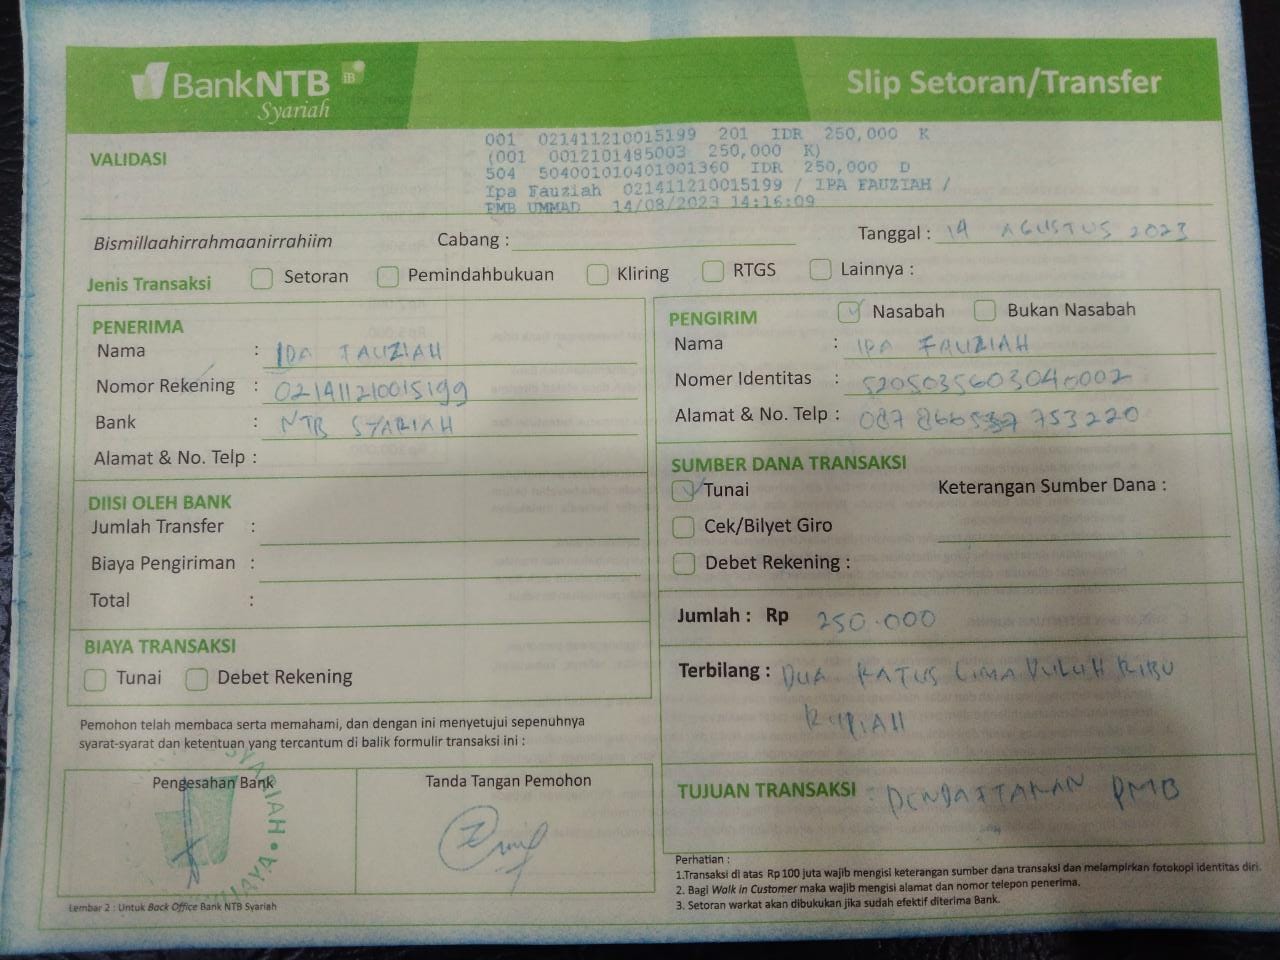 BankNTB iB
Syariah
Slip Setoran/Transfer
VALIDASI
001 021411210015199 201 IDR 250,000 K
(001 0012101485003 250,000 K)
504 504001010401001360 IDR 250,000 D
Ipa Fauziah 021411210015199 / IPA FAUZIAH /
PMB UMMAD 14/08/2023 14:16:09
Bismillaahirrahmaanirrahiim
Cabang :
Tanggal : 14 AGUSTUS 2023
Jenis Transaksi Setoran Pemindahbukuan Kliring RTGS Lainnya :
PENERIMA
Nama : IPA FAUZIAH
Nomor Rekening : 021411210015199
Bank : NTB SYARIAH
Alamat & No. Telp :
DIISI OLEH BANK
Jumlah Transfer :
Biaya Pengiriman :
Total :
BIAYA TRANSAKSI
Tunai Debet Rekening
Pemohon telah membaca serta memahami, dan dengan ini menyetujui sepenuhnya
syarat-syarat dan ketentuan yang tercantum di balik formulir transaksi ini :
Pengesahan Bank
Tanda Tangan Pemohon
Lembar 2 : Untuk Back Office Bank NTB Syariah
PENGIRIM Nasabah Bukan Nasabah
Nama : IPA FAUZIAH
Nomer Identitas : 5205035603040002
Alamat & No. Telp : 087 866 753220
SUMBER DANA TRANSAKSI
Tunai Keterangan Sumber Dana :
Cek/Bilyet Giro
Debet Rekening :
Jumlah : Rp 250.000
Terbilang : DUA RATUS LIMA PULUH RIBU
RUPIAH
TUJUAN TRANSAKSI : PENDAFTARAN PMB
Perhatian :
1.Transaksi di atas Rp 100 juta wajib mengisi keterangan sumber dana transaksi dan melampirkan fotokopi identitas diri.
2. Bagi Walk in Customer maka wajib mengisi alamat dan nomor telepon penerima.
3. Setoran warkat akan dibukukan jika sudah efektif diterima Bank.